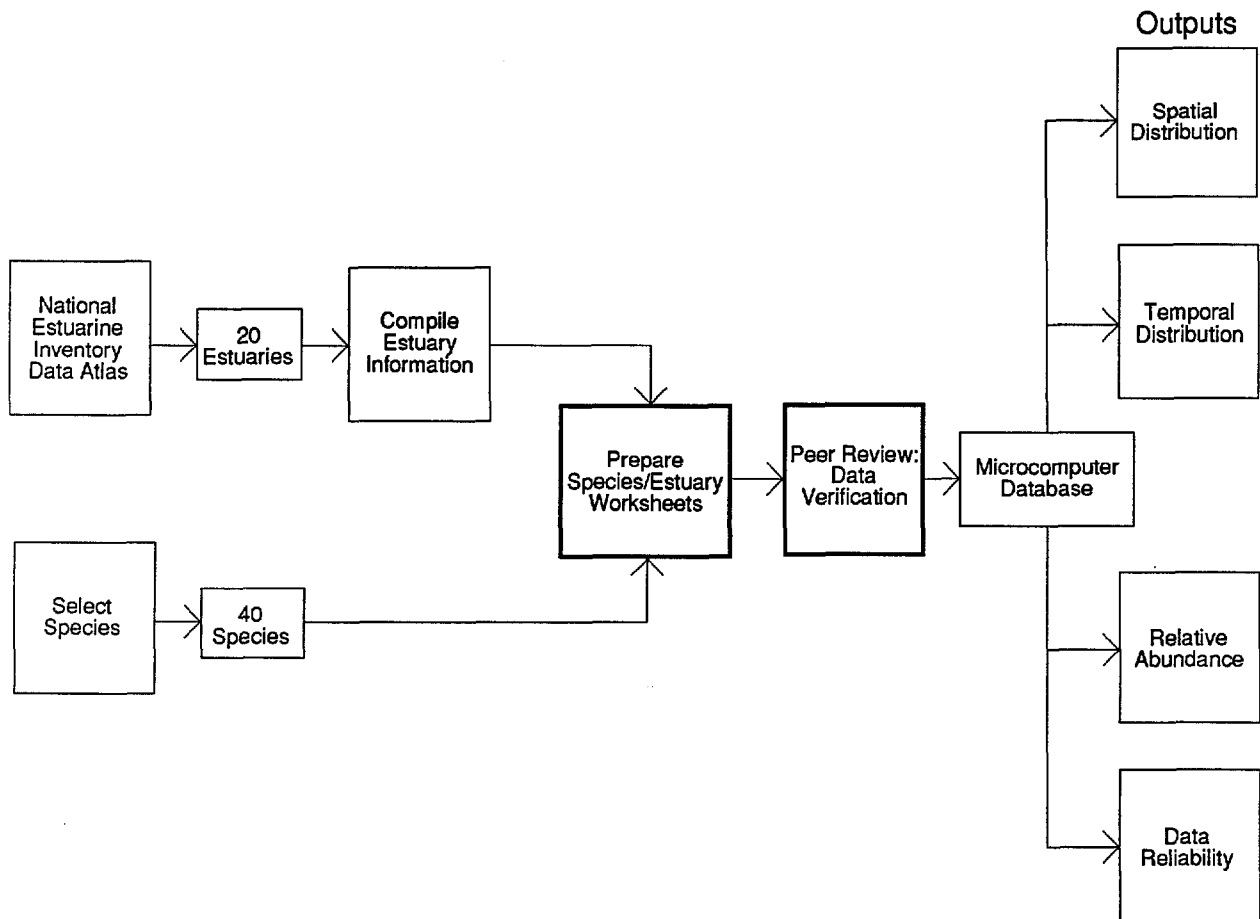 Outputs
Spatial
Distribution
Temporal
Distribution
National
Estuarine
Inventory
Data Atlas
20
Estuaries
Compile
Estuary
Information
Prepare
Species/Estuary
Worksheets
Peer Review:
Data
Verification
Microcomputer
Database
Select
Species
40
Species
Relative
Abundance
Data
Reliability